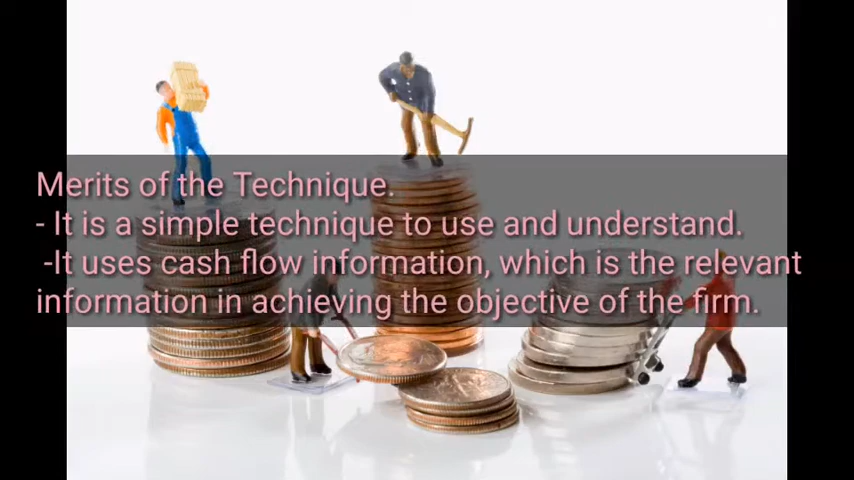 Merits of the Technique.
- It is a simple technique to use and understand.
-It uses cash flow information, which is the relevant
information in achieving the objective of the firm.